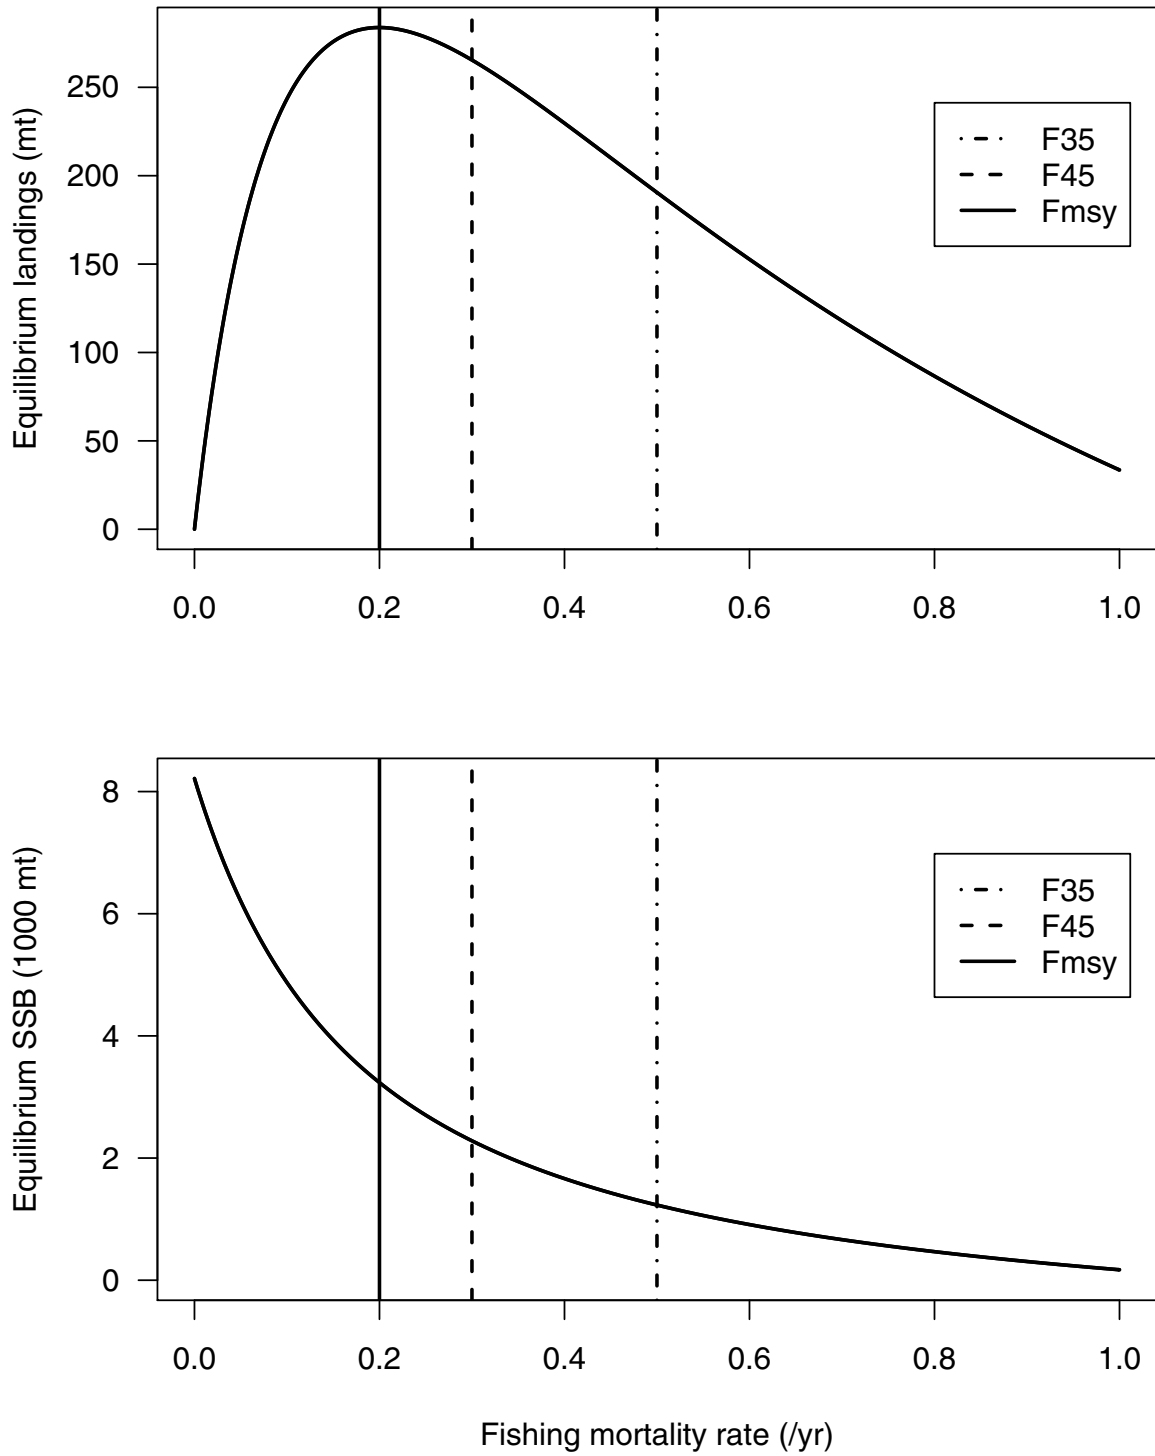 Equilibrium landings (mt)
250
200
150
100
50
0
F35
F45
Fmsy
0.0 0.2 0.4 0.6 0.8 1.0
Equilibrium SSB (1000 mt)
8
6
4
2
0
F35
F45
Fmsy
0.0 0.2 0.4 0.6 0.8 1.0
Fishing mortality rate (/yr)